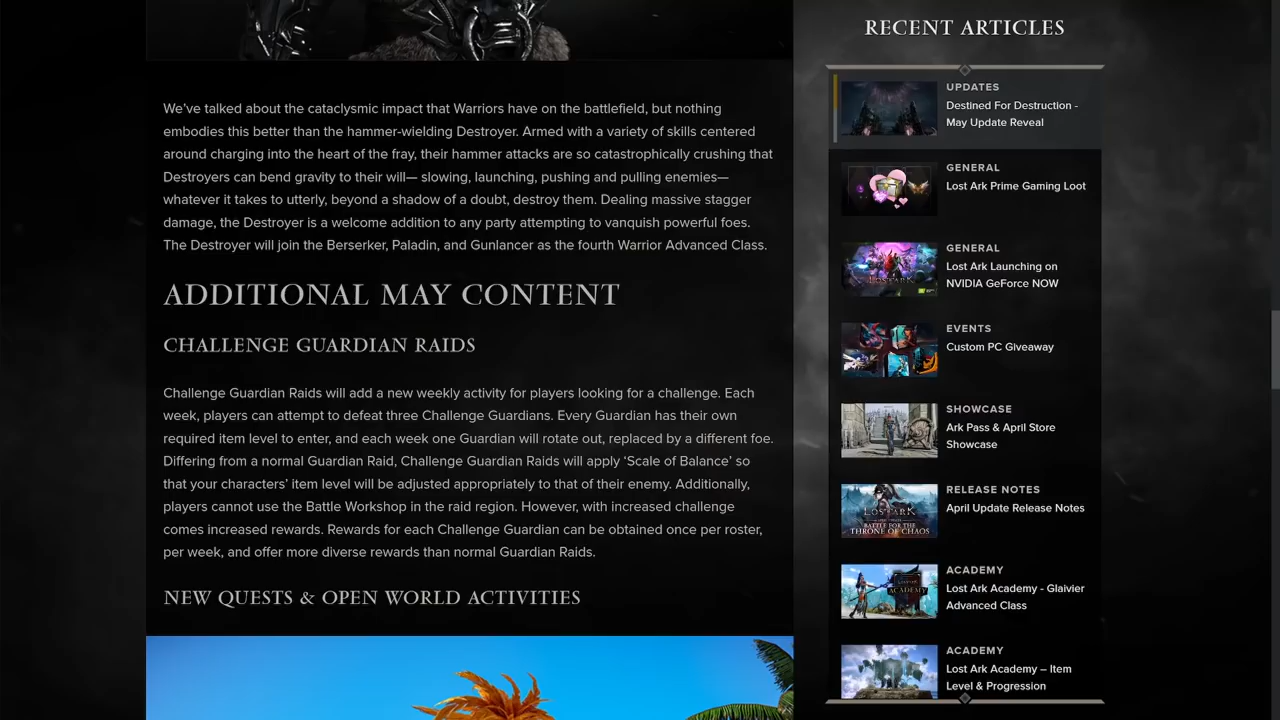 We've talked about the cataclysmic impact that Warriors have on the battlefield, but nothing
embodies this better than the hammer-wielding Destroyer. Armed with a variety of skills centered
around charging into the heart of the fray, their hammer attacks are so catastrophically crushing that
Destroyers can bend gravity to their will— slowing, launching, pushing and pulling enemies—
whatever it takes to utterly, beyond a shadow of a doubt, destroy them. Dealing massive stagger
damage, the Destroyer is a welcome addition to any party attempting to vanquish powerful foes.
The Destroyer will join the Berserker, Paladin, and Gunlancer as the fourth Warrior Advanced Class.
ADDITIONAL MAY CONTENT
CHALLENGE GUARDIAN RAIDS
Challenge Guardian Raids will add a new weekly activity for players looking for a challenge. Each
week, players can attempt to defeat three Challenge Guardians. Every Guardian has their own
required item level to enter, and each week one Guardian will rotate out, replaced by a different foe.
Differing from a normal Guardian Raid, Challenge Guardian Raids will apply ‘Scale of Balance’ so
that your characters’ item level will be adjusted appropriately to that of their enemy. Additionally,
players cannot use the Battle Workshop in the raid region. However, with increased challenge
comes increased rewards. Rewards for each Challenge Guardian can be obtained once per roster,
per week, and offer more diverse rewards than normal Guardian Raids.
NEW QUESTS & OPEN WORLD ACTIVITIES
RECENT ARTICLES
UPDATES
Destined For Destruction -
May Update Reveal
GENERAL
Lost Ark Prime Gaming Loot
GENERAL
Lost Ark Launching on
NVIDIA GeForce NOW
LOST ARK
EVENTS
Custom PC Giveaway
SHOWCASE
Ark Pass & April Store
Showcase
RELEASE NOTES
April Update Release Notes
LOST ARK
BATTLE FOR THE
THRONE OF CHAOS
ACADEMY
Lost Ark Academy - Glaivier
Advanced Class
ACADEMY
ACADEMY
Lost Ark Academy – Item
Level & Progression